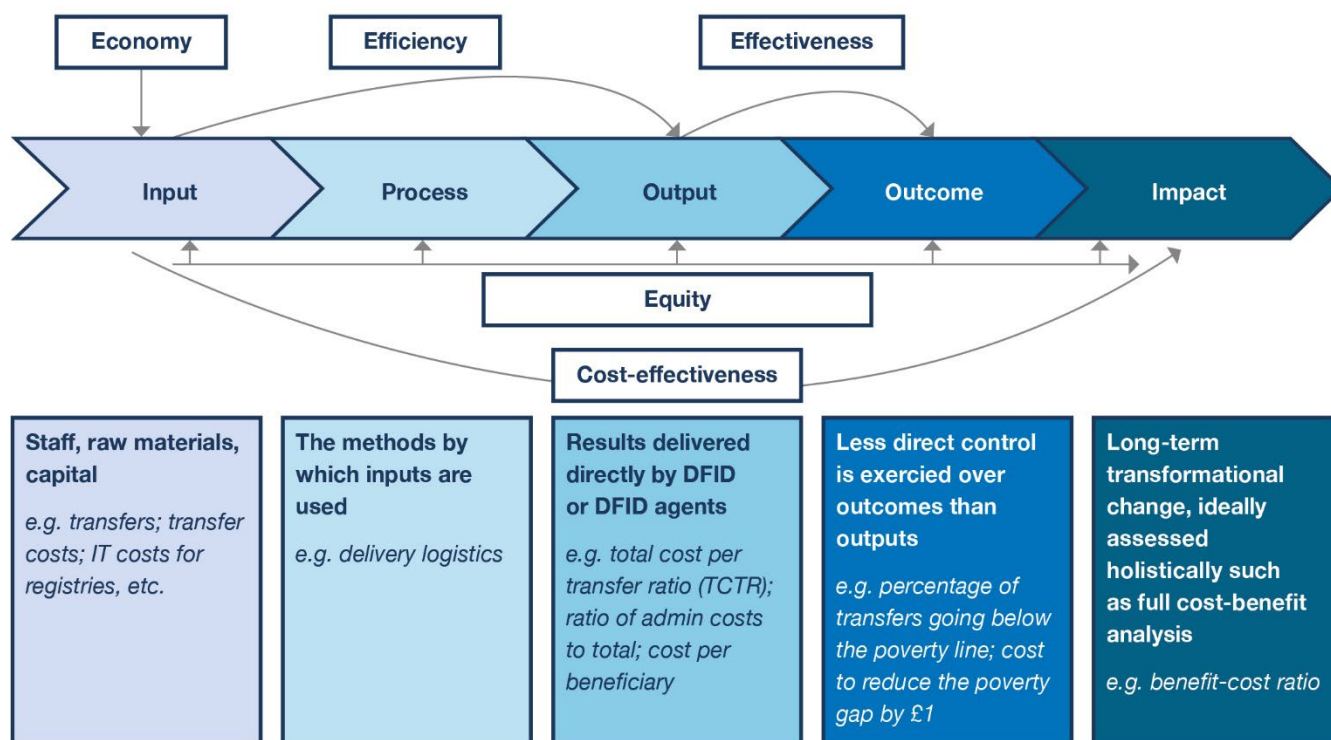 Economy
Efficiency
Effectiveness
Input
Process
Output
Outcome
Impact
Equity
Cost-effectiveness
Staff, raw materials,
capital
e.g. transfers; transfer
costs; IT costs for
registries, etc.
The methods by
which inputs are
used
e.g. delivery logistics
Results delivered
directly by DFID
or DFID agents
e.g. total cost per
transfer ratio (TCTR);
ratio of admin costs
to total; cost per
beneficiary
Less direct control
is exercied over
outcomes than
outputs
e.g. percentage of
transfers going below
the poverty line; cost
to reduce the poverty
gap by £1
Long-term
transformational
change, ideally
assessed
holistically such
as full cost-benefit
analysis
e.g. benefit-cost ratio